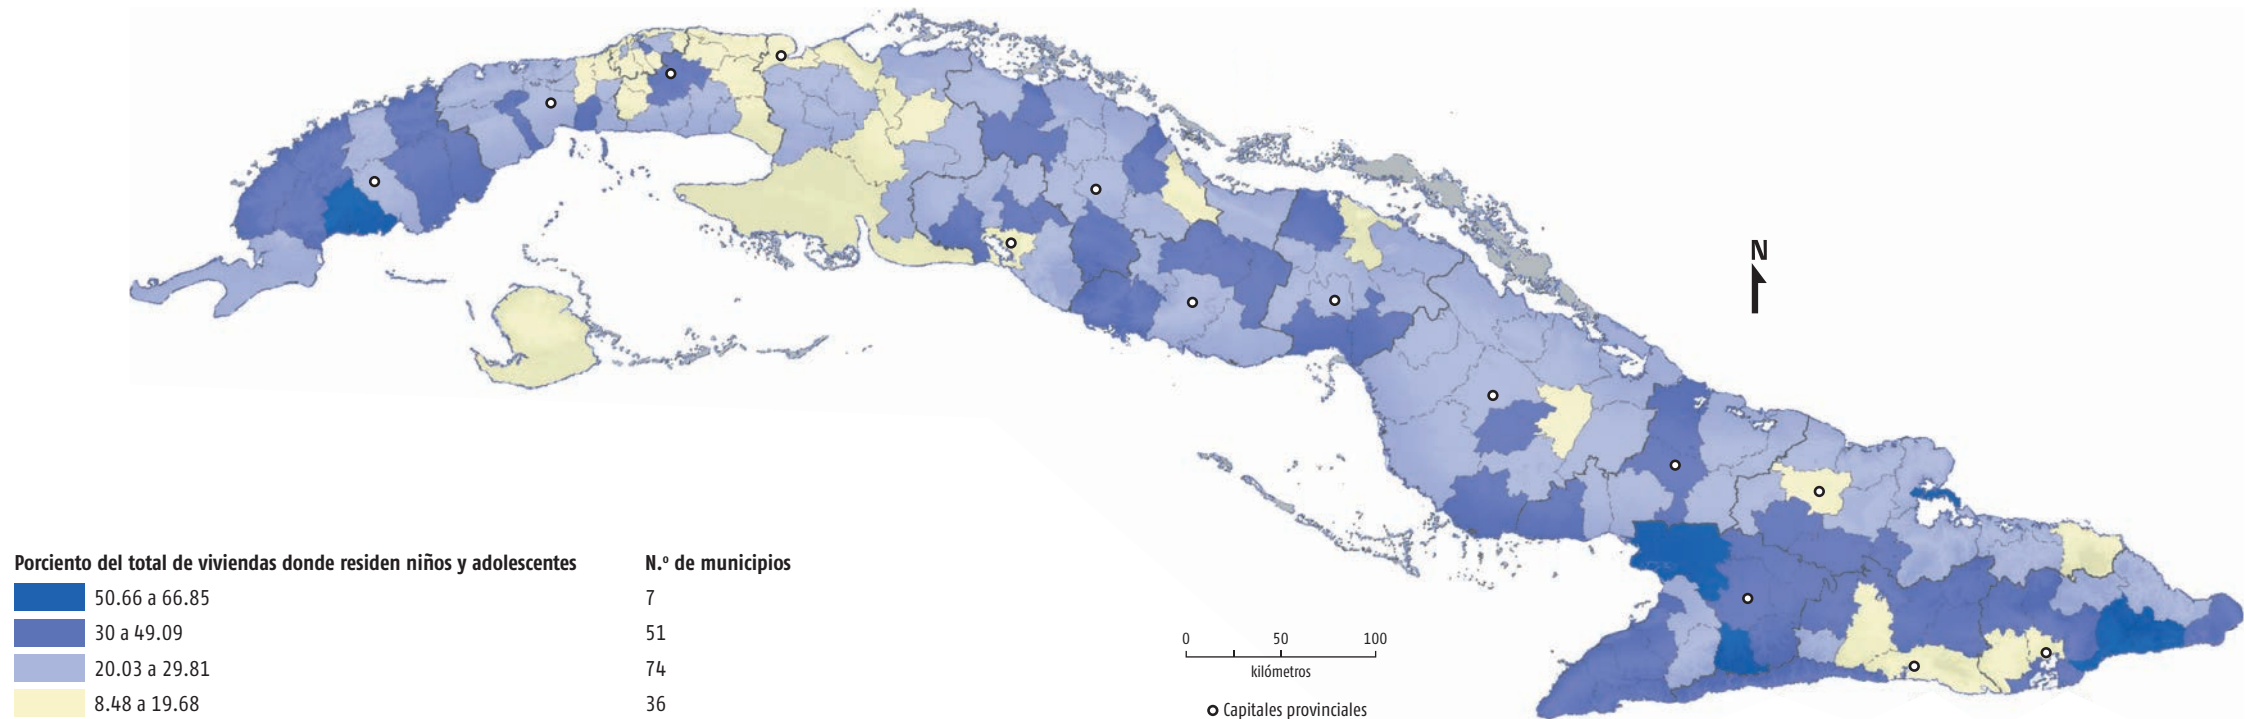 N
Porciento del total de viviendas donde residen niños y adolescentes N.º de municipios
50.66 a 66.85 7
30 a 49.09 51
20.03 a 29.81 74
8.48 a 19.68 36
0 50 100
kilómetros
Capitales provinciales